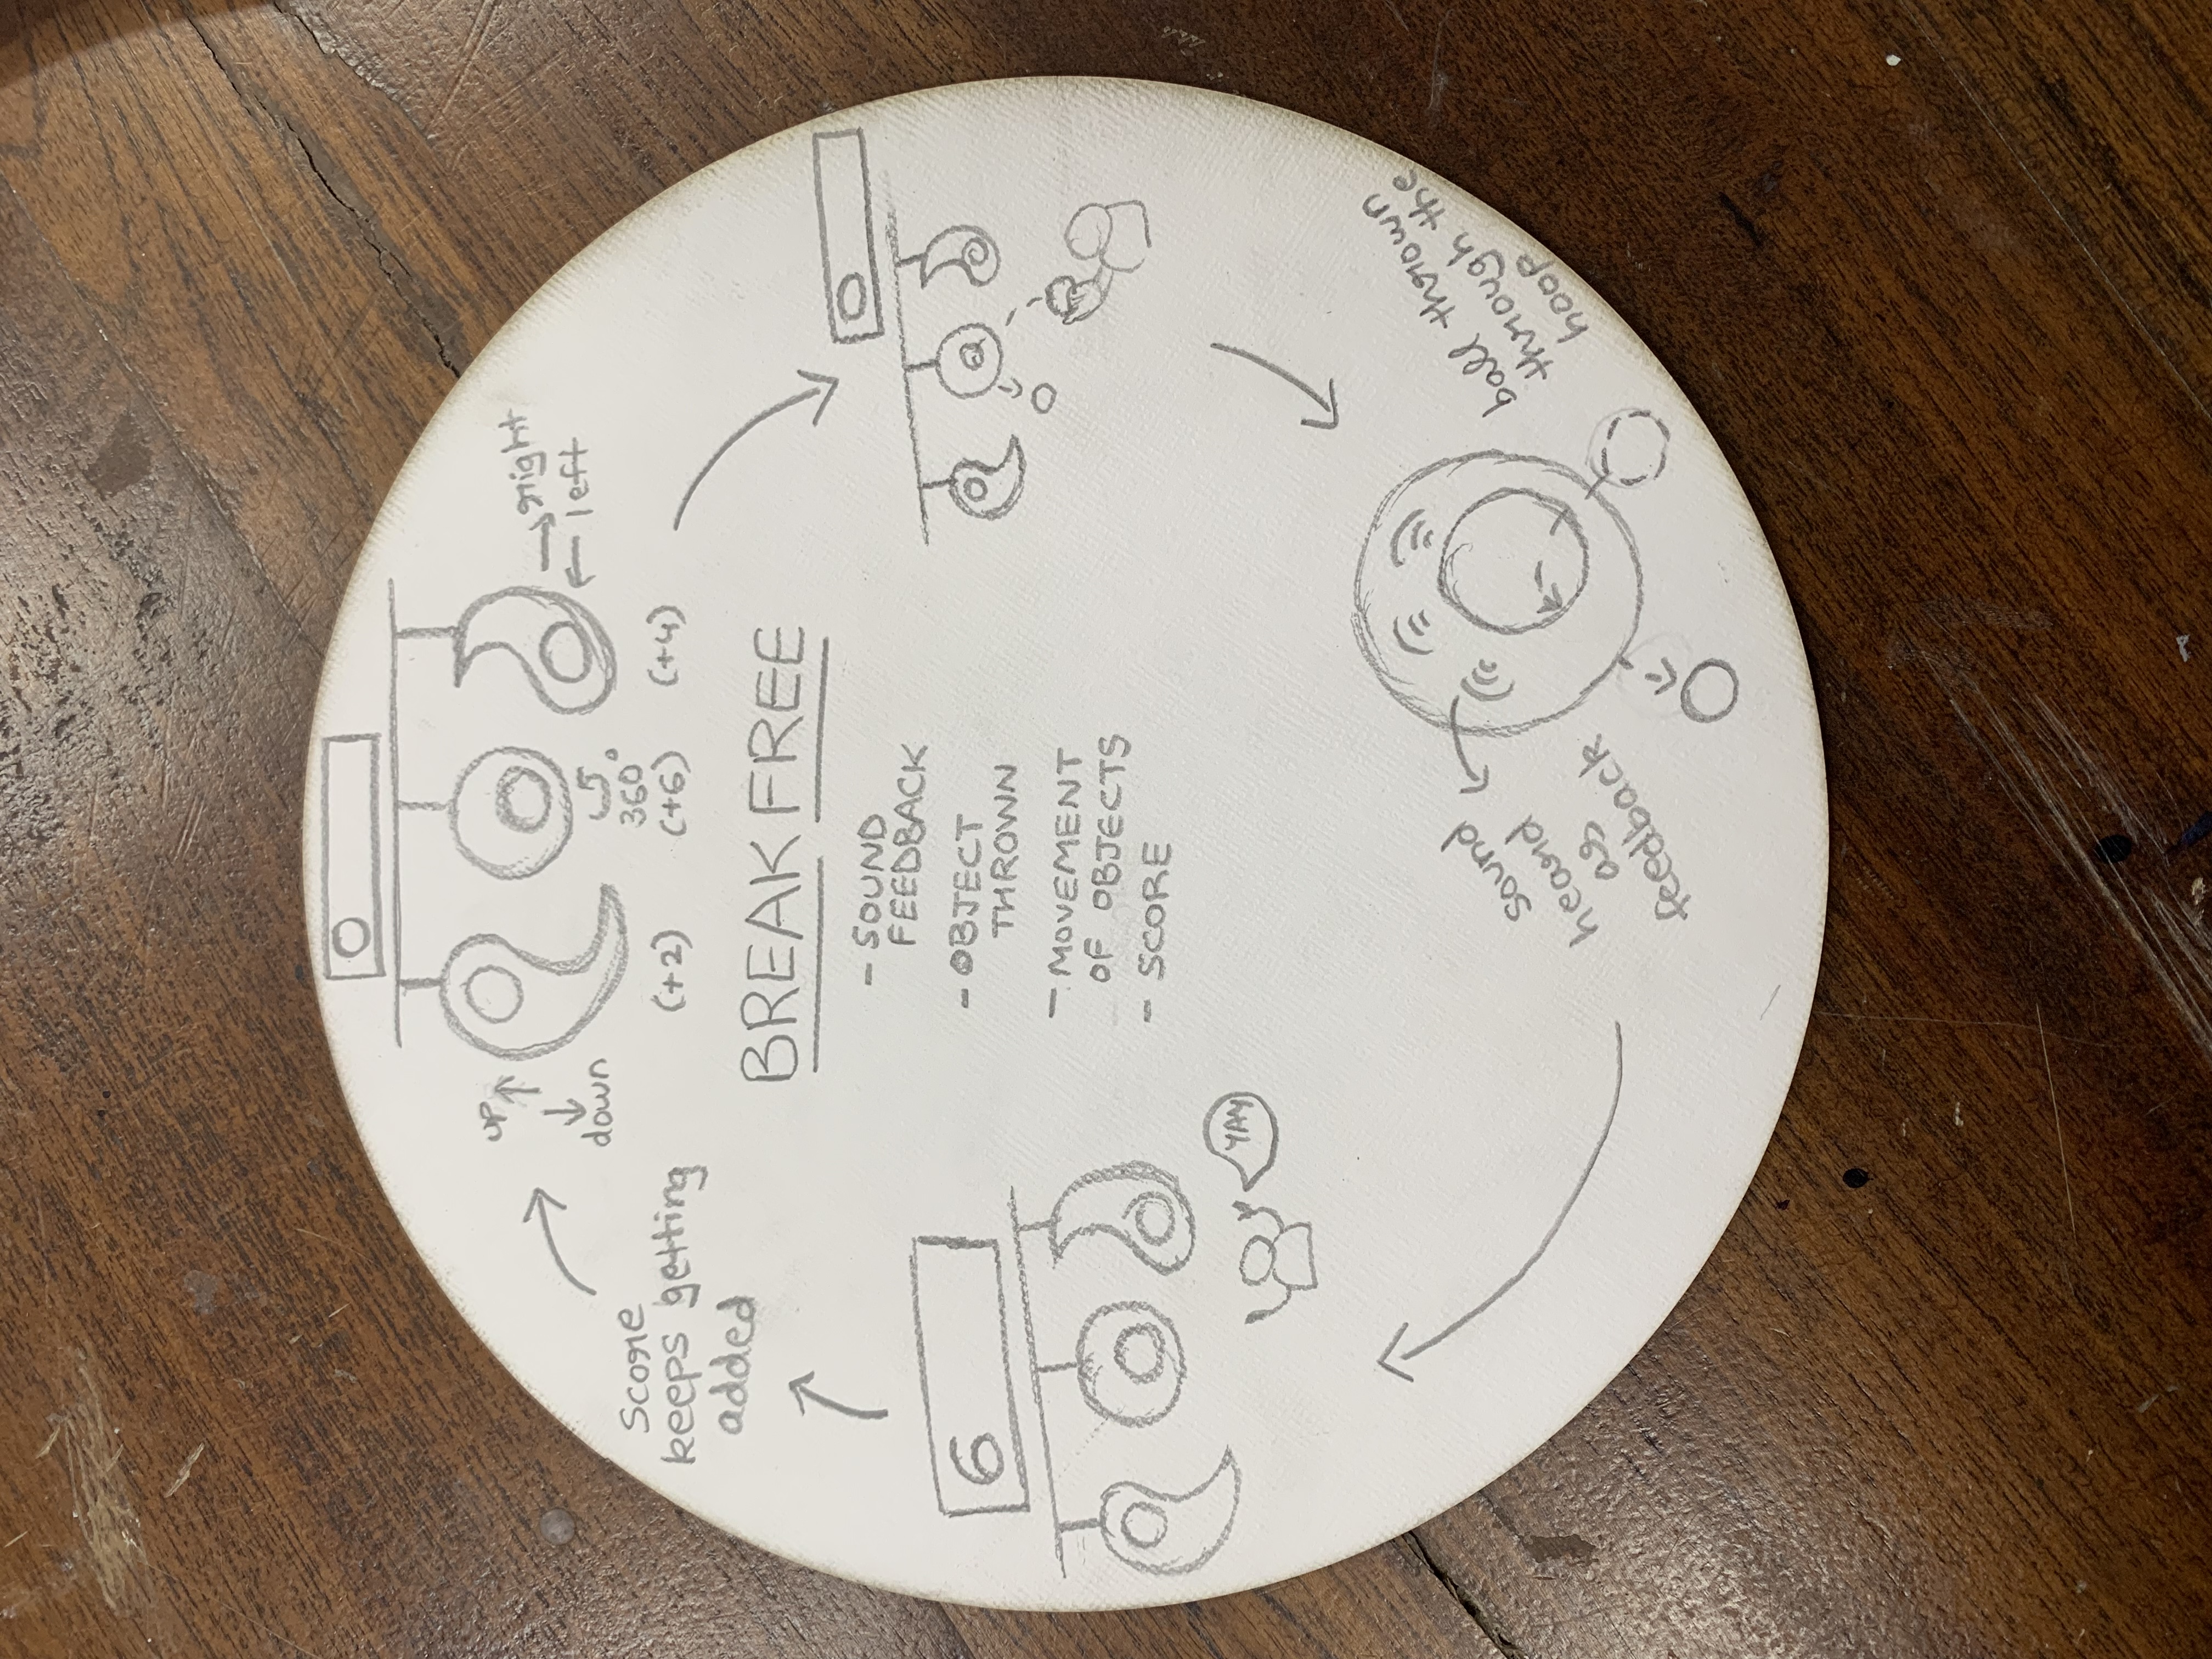 0
up
down
360°
right
left
(+2) (+6) (+4)
Score
keeps getting
added
BREAK FREE
- SOUND
FEEDBACK
- OBJECT
THROWN
- MOVEMENT
OF OBJECTS
- SCORE
0
ball thrown
through the
hoop
sound
heard
as
feedback
6
YAY